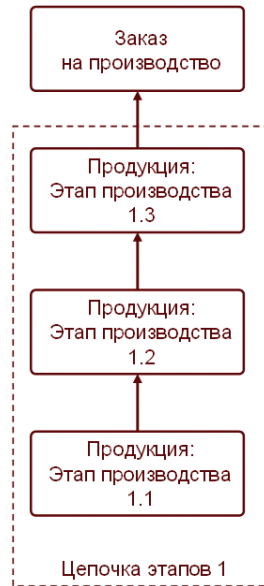 Заказ
на производство
Продукция:
Этап производства
1.3
Продукция:
Этап производства
1.2
Продукция:
Этап производства
1.1
Цепочка этапов 1